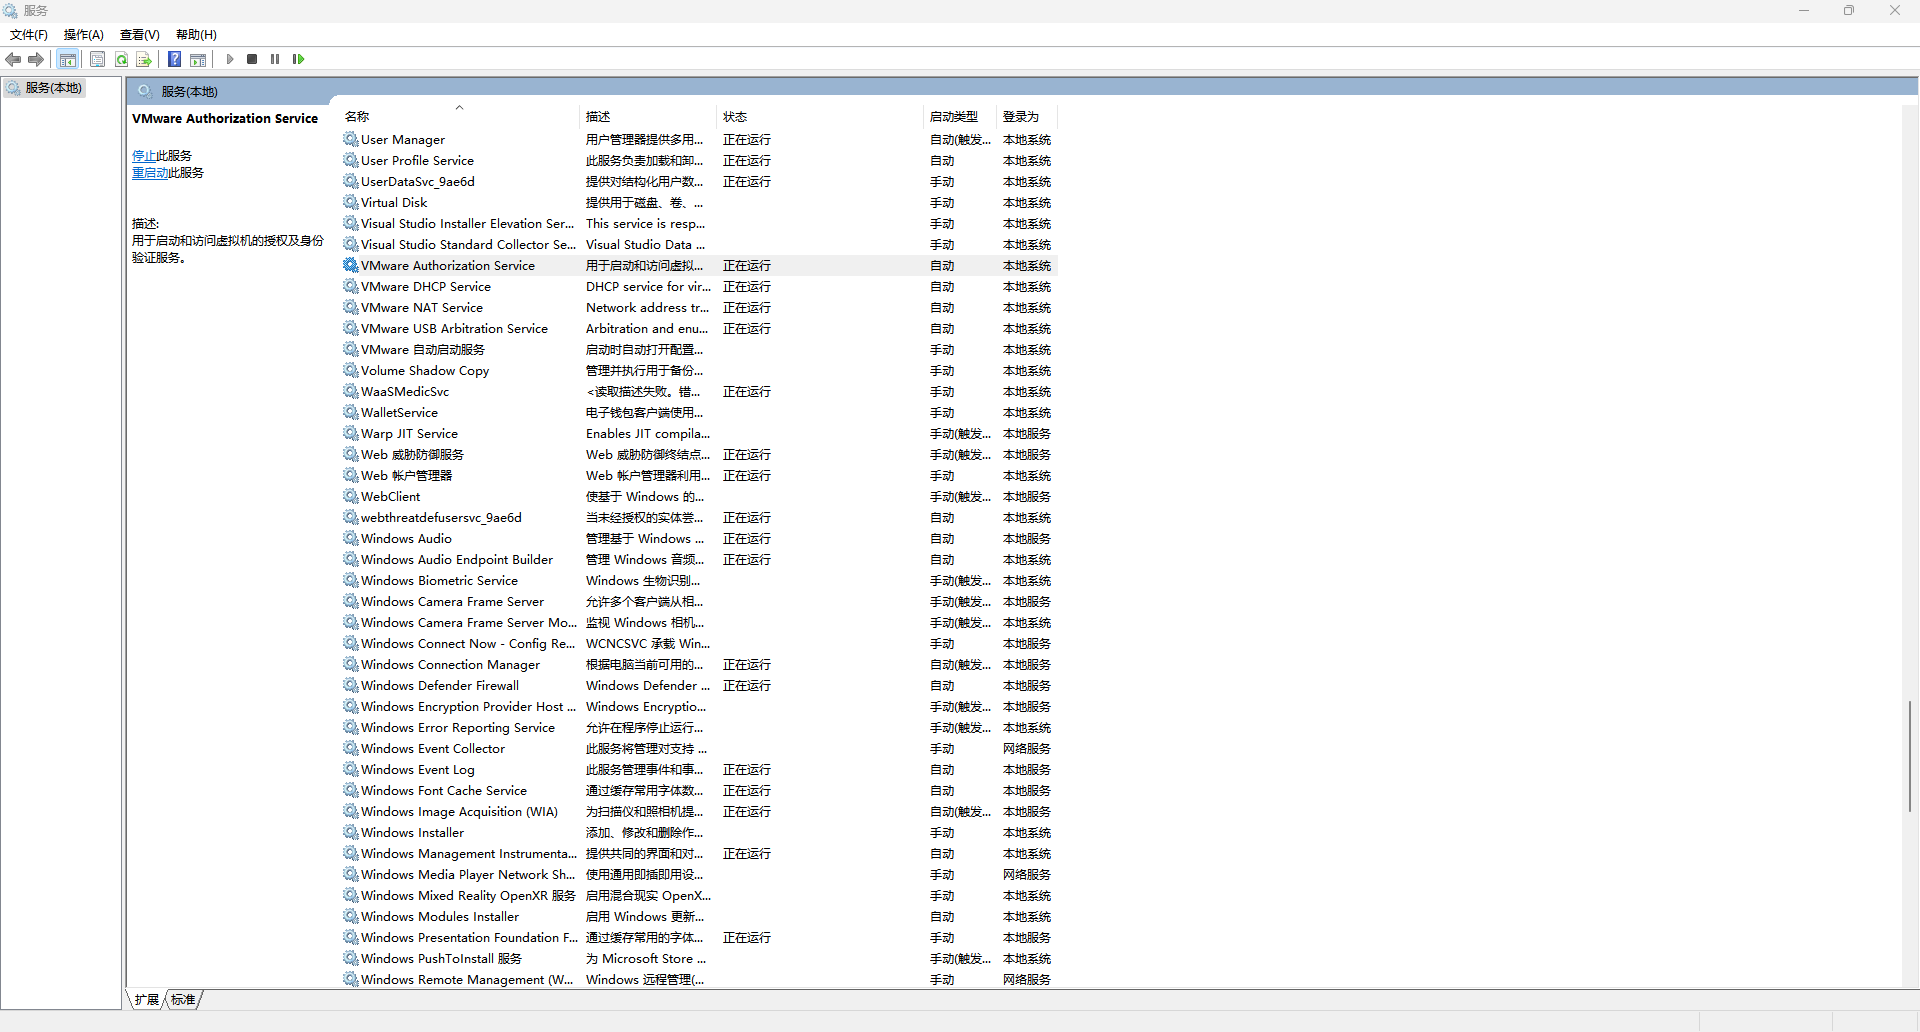 服务
文件(F) 操作(A) 查看(V) 帮助(H)
服务(本地)
服务(本地)
VMware Authorization Service
停止此服务
重启动此服务
描述:
用于启动和访问虚拟机的授权及身份
验证服务。
名称 描述 状态 启动类型 登录为
User Manager 用户管理器提供多用... 正在运行 自动(触发... 本地系统
User Profile Service 此服务负责加载和卸... 正在运行 自动 本地系统
UserDataSvc_9ae6d 提供对结构化用户数... 正在运行 手动 本地系统
Virtual Disk 提供用于磁盘、卷、... 手动 本地系统
Visual Studio Installer Elevation Ser... This service is resp... 手动 本地系统
Visual Studio Standard Collector Se... Visual Studio Data ... 手动 本地系统
VMware Authorization Service 用于启动和访问虚拟... 正在运行 自动 本地系统
VMware DHCP Service DHCP service for vir... 正在运行 自动 本地系统
VMware NAT Service Network address tr... 正在运行 自动 本地系统
VMware USB Arbitration Service Arbitration and enu... 正在运行 自动 本地系统
VMware 自动启动服务 启动时自动打开配置... 手动 本地系统
Volume Shadow Copy 管理并执行用于备份... 手动 本地系统
WaaSMedicSvc <读取描述失败。错... 正在运行 手动 本地系统
WalletService 电子钱包客户端使用... 手动 本地系统
Warp JIT Service Enables JIT compila... 手动(触发... 本地服务
Web 威胁防御服务 Web 威胁防御终结点... 正在运行 手动(触发... 本地服务
Web 帐户管理器 Web 帐户管理器利用... 正在运行 手动 本地系统
WebClient 使基于 Windows 的... 手动(触发... 本地服务
webthreatdefusersvc_9ae6d 当未经授权的实体尝... 正在运行 自动 本地系统
Windows Audio 管理基于 Windows ... 正在运行 自动 本地服务
Windows Audio Endpoint Builder 管理 Windows 音频... 正在运行 自动 本地系统
Windows Biometric Service Windows 生物识别... 手动(触发... 本地系统
Windows Camera Frame Server 允许多个客户端从相... 手动(触发... 本地服务
Windows Camera Frame Server Mo... 监视 Windows 相机... 手动(触发... 本地系统
Windows Connect Now - Config Re... WCNCSVC 承载 Win... 手动 本地服务
Windows Connection Manager 根据电脑当前可用的... 正在运行 自动(触发... 本地服务
Windows Defender Firewall Windows Defender ... 正在运行 自动 本地服务
Windows Encryption Provider Host ... Windows Encryptio... 手动(触发... 本地服务
Windows Error Reporting Service 允许在程序停止运行... 手动(触发... 本地系统
Windows Event Collector 此服务将管理对支持 ... 手动 网络服务
Windows Event Log 此服务管理事件和事... 正在运行 自动 本地服务
Windows Font Cache Service 通过缓存常用字体数... 正在运行 自动 本地服务
Windows Image Acquisition (WIA) 为扫描仪和照相机提... 正在运行 自动(触发... 本地服务
Windows Installer 添加、修改和删除作... 手动 本地系统
Windows Management Instrumenta... 提供共同的界面和对... 正在运行 自动 本地系统
Windows Media Player Network Sh... 使用通用即插即用设... 手动 网络服务
Windows Mixed Reality OpenXR 服务 启用混合现实 OpenX... 手动 本地系统
Windows Modules Installer 启用 Windows 更新... 自动 本地系统
Windows Presentation Foundation F... 通过缓存常用的字体... 正在运行 手动 本地服务
Windows PushToInstall 服务 为 Microsoft Store ... 手动(触发... 本地系统
Windows Remote Management (W... Windows 远程管理(... 手动 网络服务
扩展 标准